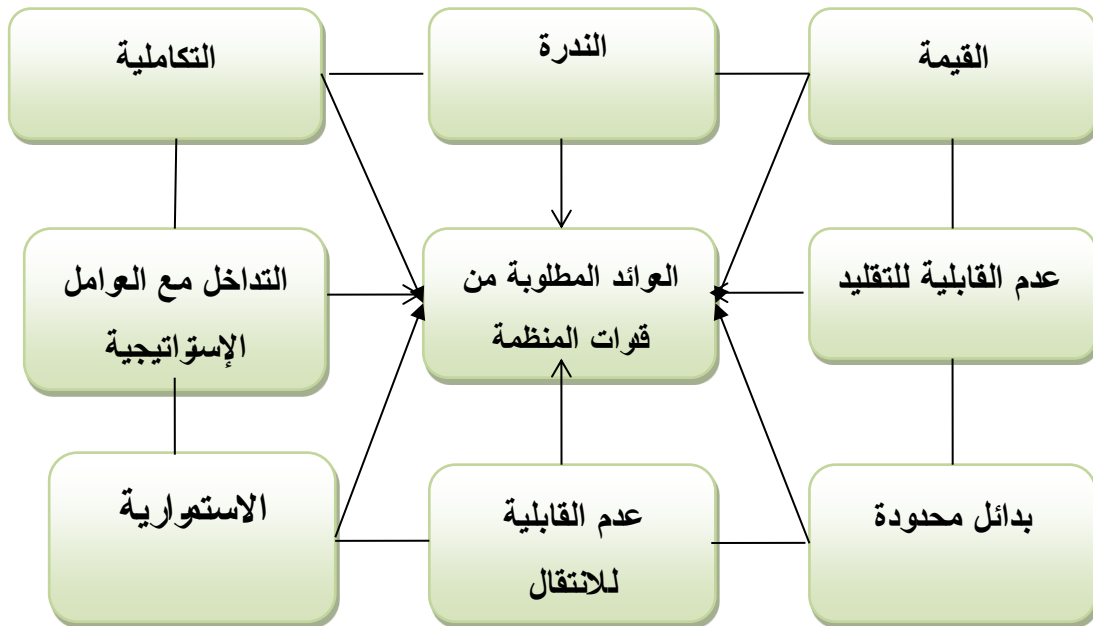 القيمة
الندرة
التكاملية
عدم القابلية للتقليد
العوائد المطلوبة من
قدرات المنظمة
التداخل مع العوامل
الإستراتيجية
بدائل محدودة
عدم القابلية
للانتقال
الاستمرارية